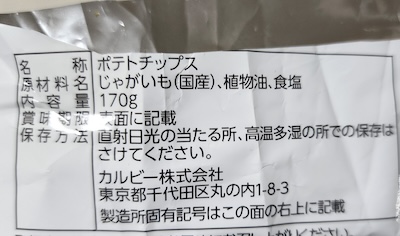 名称 ポテトチップス
原材料名 じゃがいも(国産)、植物油、食塩
内容量 170g
賞味期限 表面に記載
保存方法 直射日光の当たる所、高温多湿の所での保存は
さけてください。
カルビー株式会社
東京都千代田区丸の内1-8-3
製造所固有記号はこの面の右上に記載